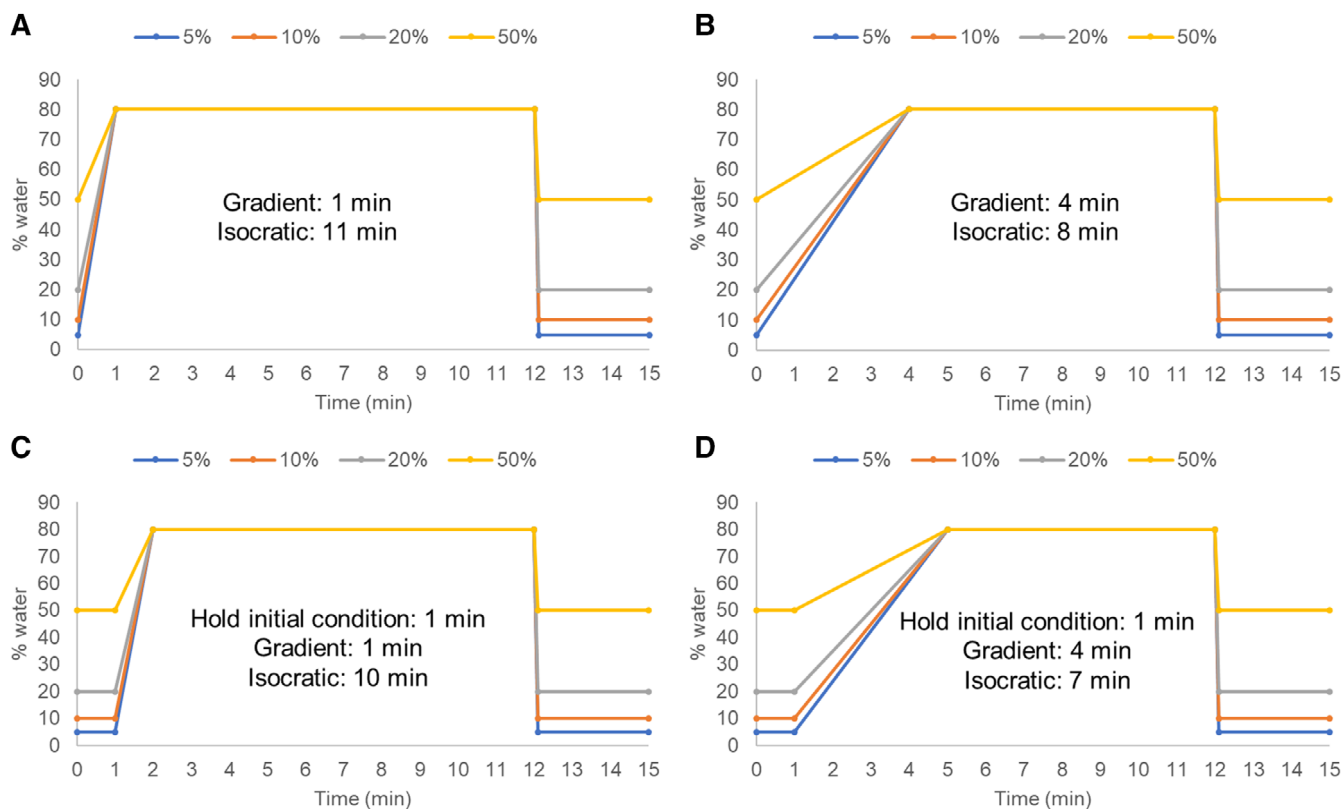 A
5% 10% 20% 50%
90
80
70
60
50
40
30
20
10
0
% water
Gradient: 1 min
Isocratic: 11 min
0 1 2 3 4 5 6 7 8 9 10 11 12 13 14 15
Time (min)
B
5% 10% 20% 50%
90
80
70
60
50
40
30
20
10
0
% water
Gradient: 4 min
Isocratic: 8 min
0 1 2 3 4 5 6 7 8 9 10 11 12 13 14 15
Time (min)
C
5% 10% 20% 50%
90
80
70
60
50
40
30
20
10
0
% water
Hold initial condition: 1 min
Gradient: 1 min
Isocratic: 10 min
0 1 2 3 4 5 6 7 8 9 10 11 12 13 14 15
Time (min)
D
5% 10% 20% 50%
90
80
70
60
50
40
30
20
10
0
% water
Hold initial condition: 1 min
Gradient: 4 min
Isocratic: 7 min
0 1 2 3 4 5 6 7 8 9 10 11 12 13 14 15
Time (min)